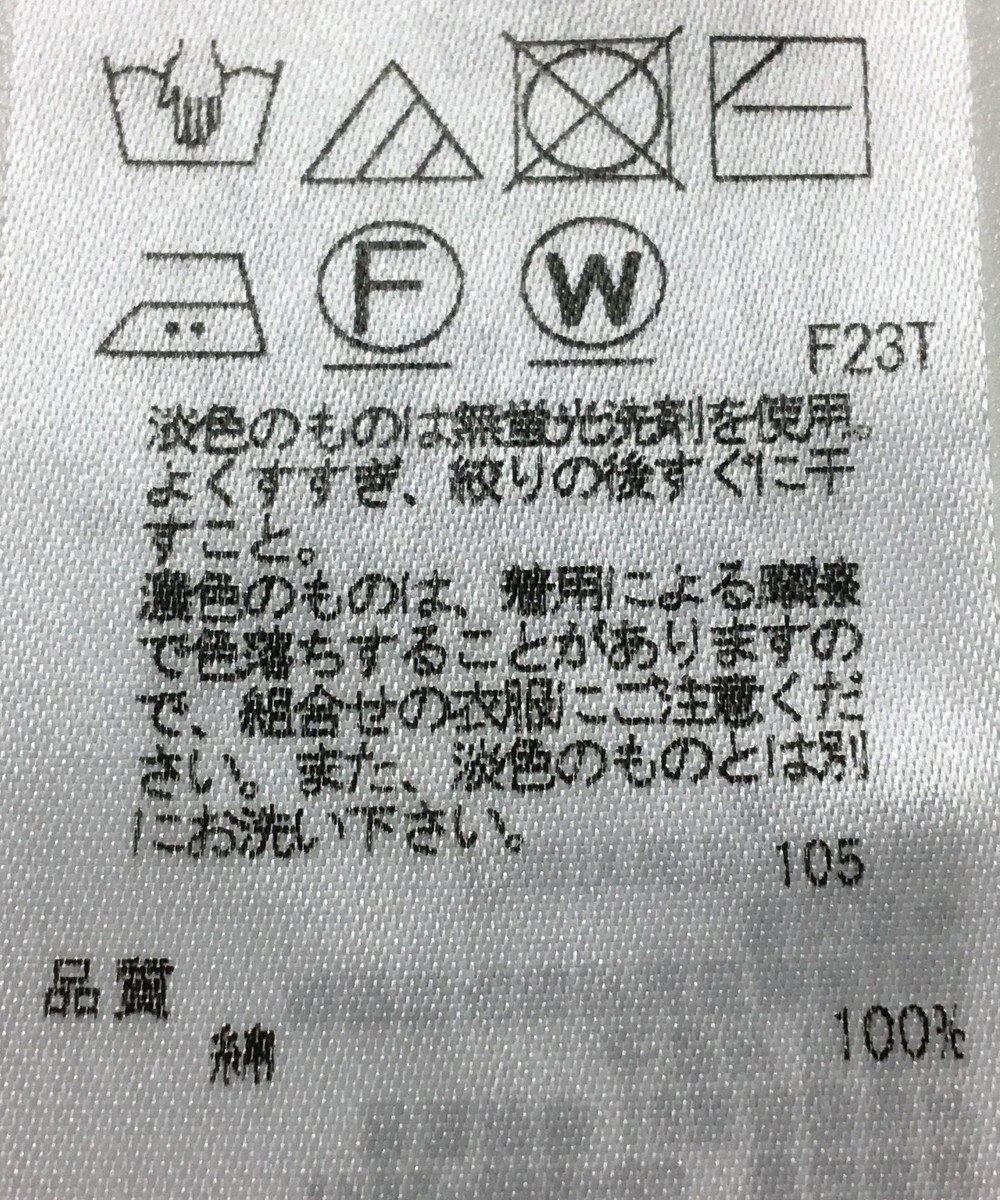 F
W
F23T
淡色のものは無蛍光洗剤を使用。
よくすすぎ、絞りの後すぐに干
すこと。
濃色のものは、着用による摩擦
で色落ちすることがありますの
で、組合せの衣服にご注意くだ
さい。また、淡色のものとは別
にお洗い下さい。
105
品質
綿
100%